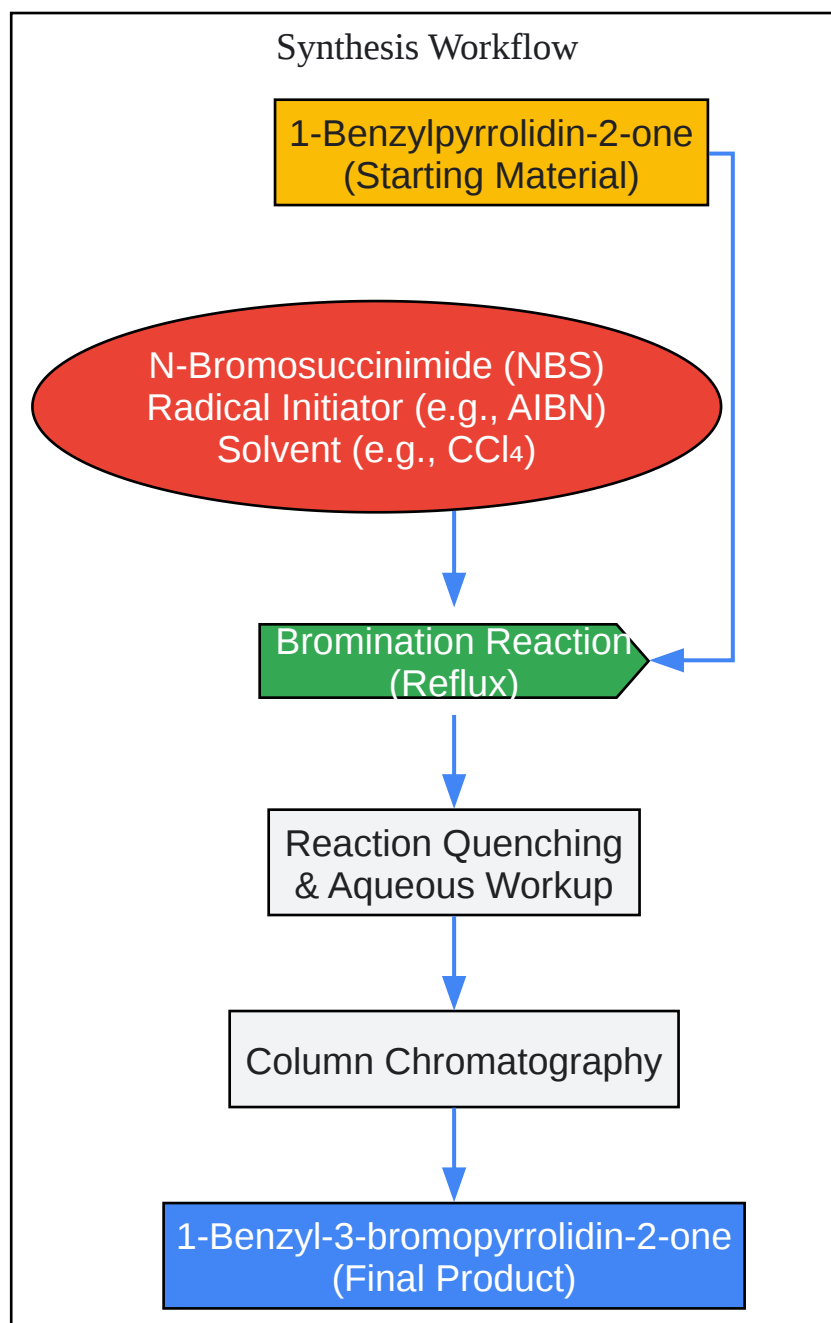 Synthesis Workflow
1-Benzylpyrrolidin-2-one
(Starting Material)
N-Bromosuccinimide (NBS)
Radical Initiator (e.g., AIBN)
Solvent (e.g., CCl₄)
Bromination Reaction
(Reflux)
Reaction Quenching
& Aqueous Workup
Column Chromatography
1-Benzyl-3-bromopyrrolidin-2-one
(Final Product)